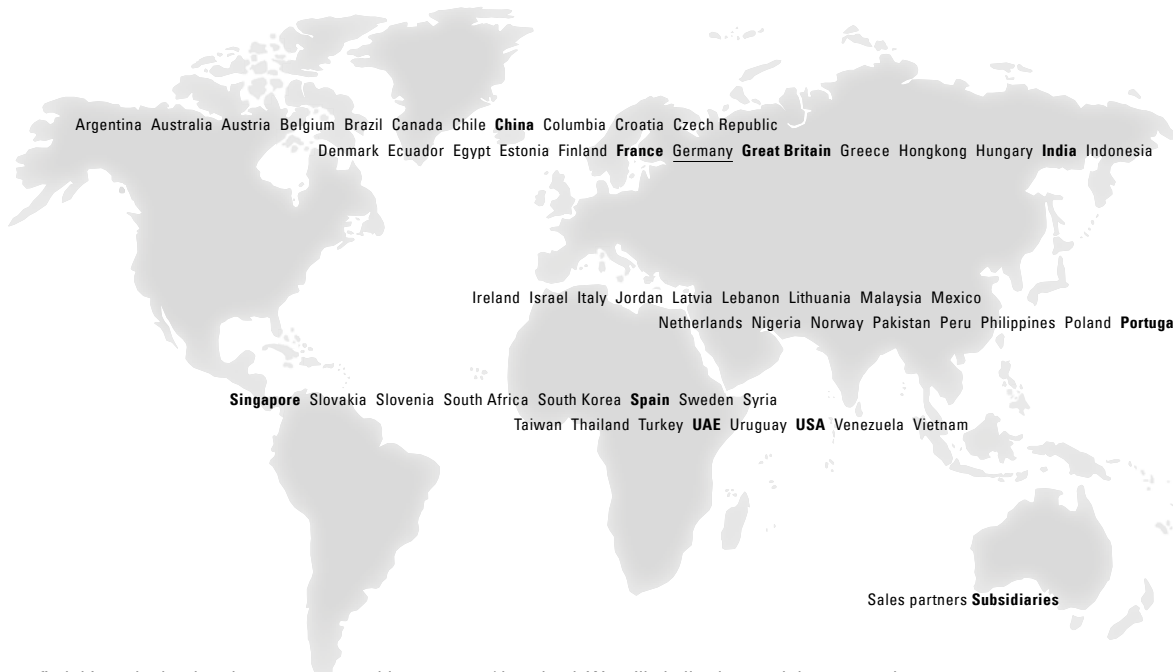 Argentina Australia Austria Belgium Brazil Canada Chile China Columbia Croatia Czech Republic
Denmark Ecuador Egypt Estonia Finland France Germany Great Britain Greece Hongkong Hungary India Indonesia
Ireland Israel Italy Jordan Latvia Lebanon Lithuania Malaysia Mexico
Netherlands Nigeria Norway Pakistan Peru Philippines Poland
Singapore Slovakia Slovenia South Africa South Korea Spain Sweden Syria
Taiwan Thailand Turkey UAE Uruguay USA Venezuela Vietnam
Sales partners Subsidiaries